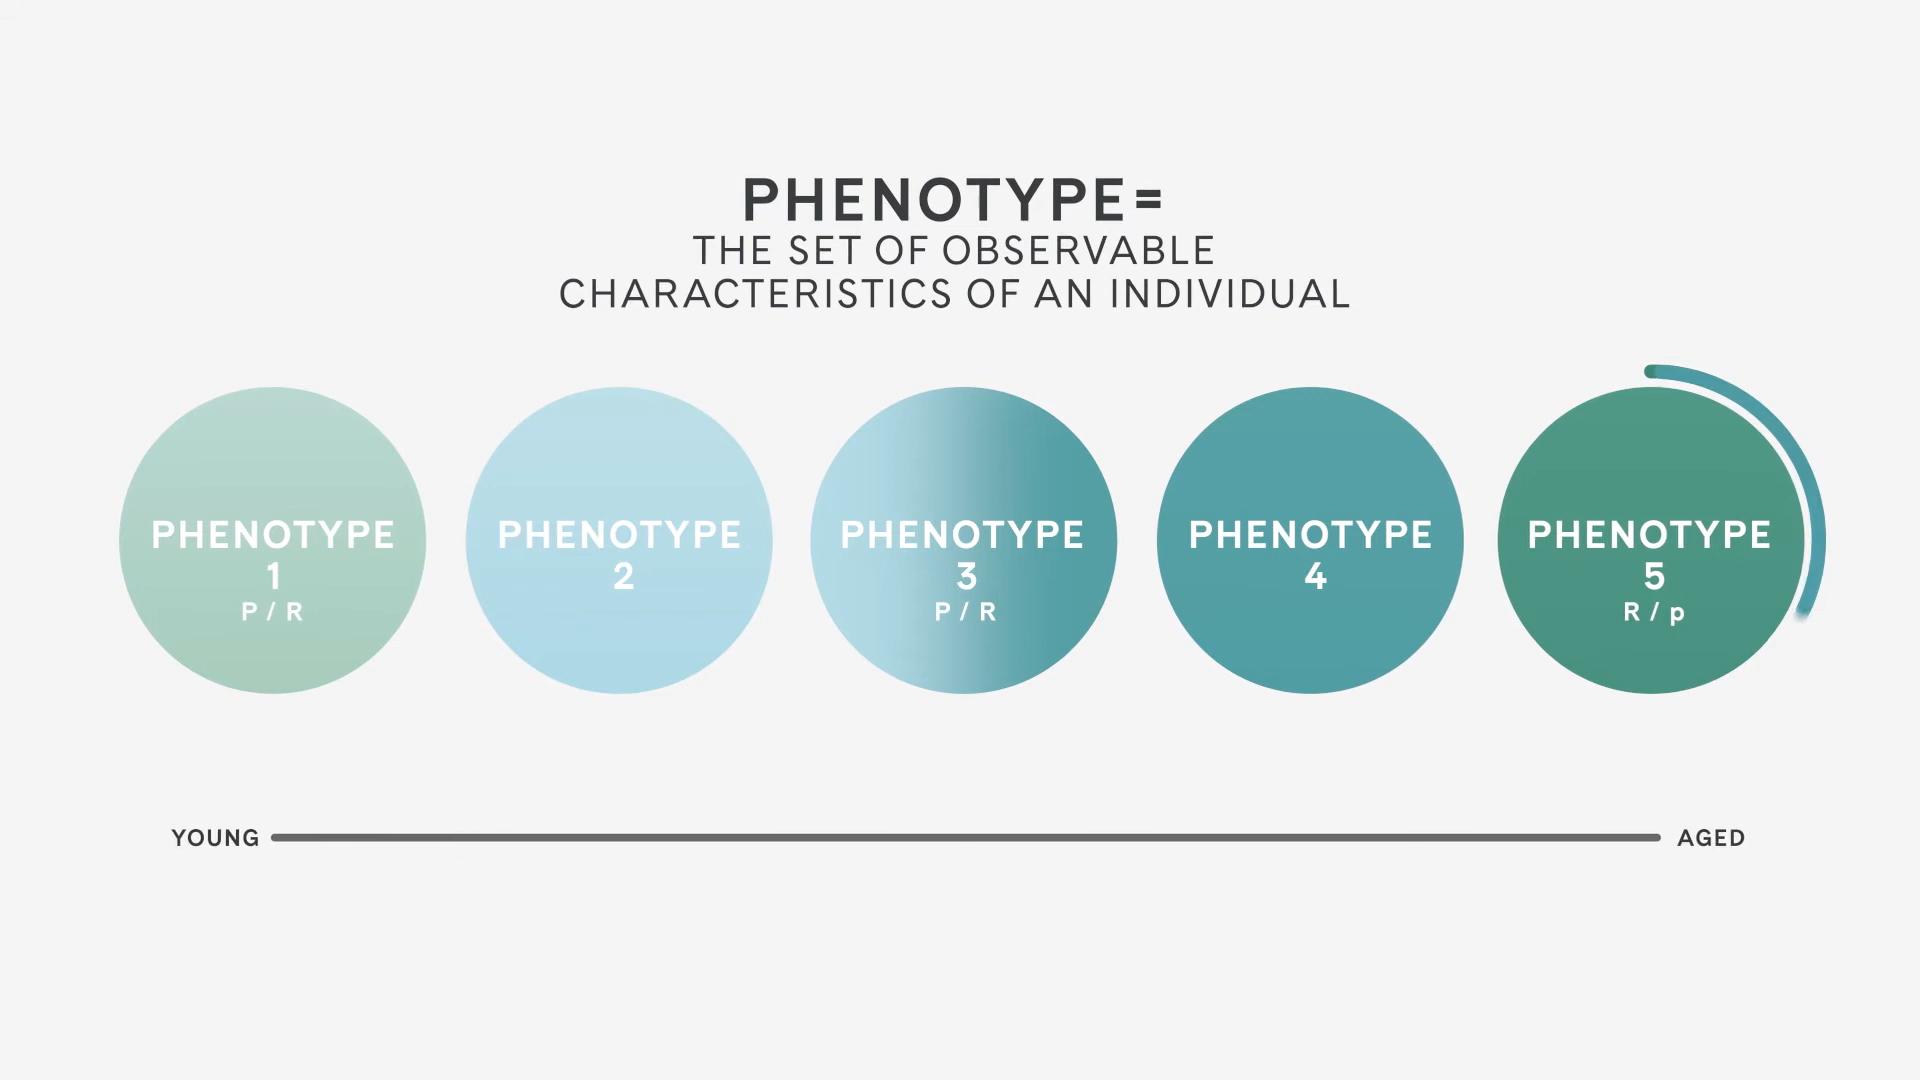 PHENOTYPE=
THE SET OF OBSERVABLE
CHARACTERISTICS OF AN INDIVIDUAL
PHENOTYPE
1
P / R
PHENOTYPE
2
PHENOTYPE
3
P / R
PHENOTYPE
4
PHENOTYPE
5
R / p
YOUNG
AGED